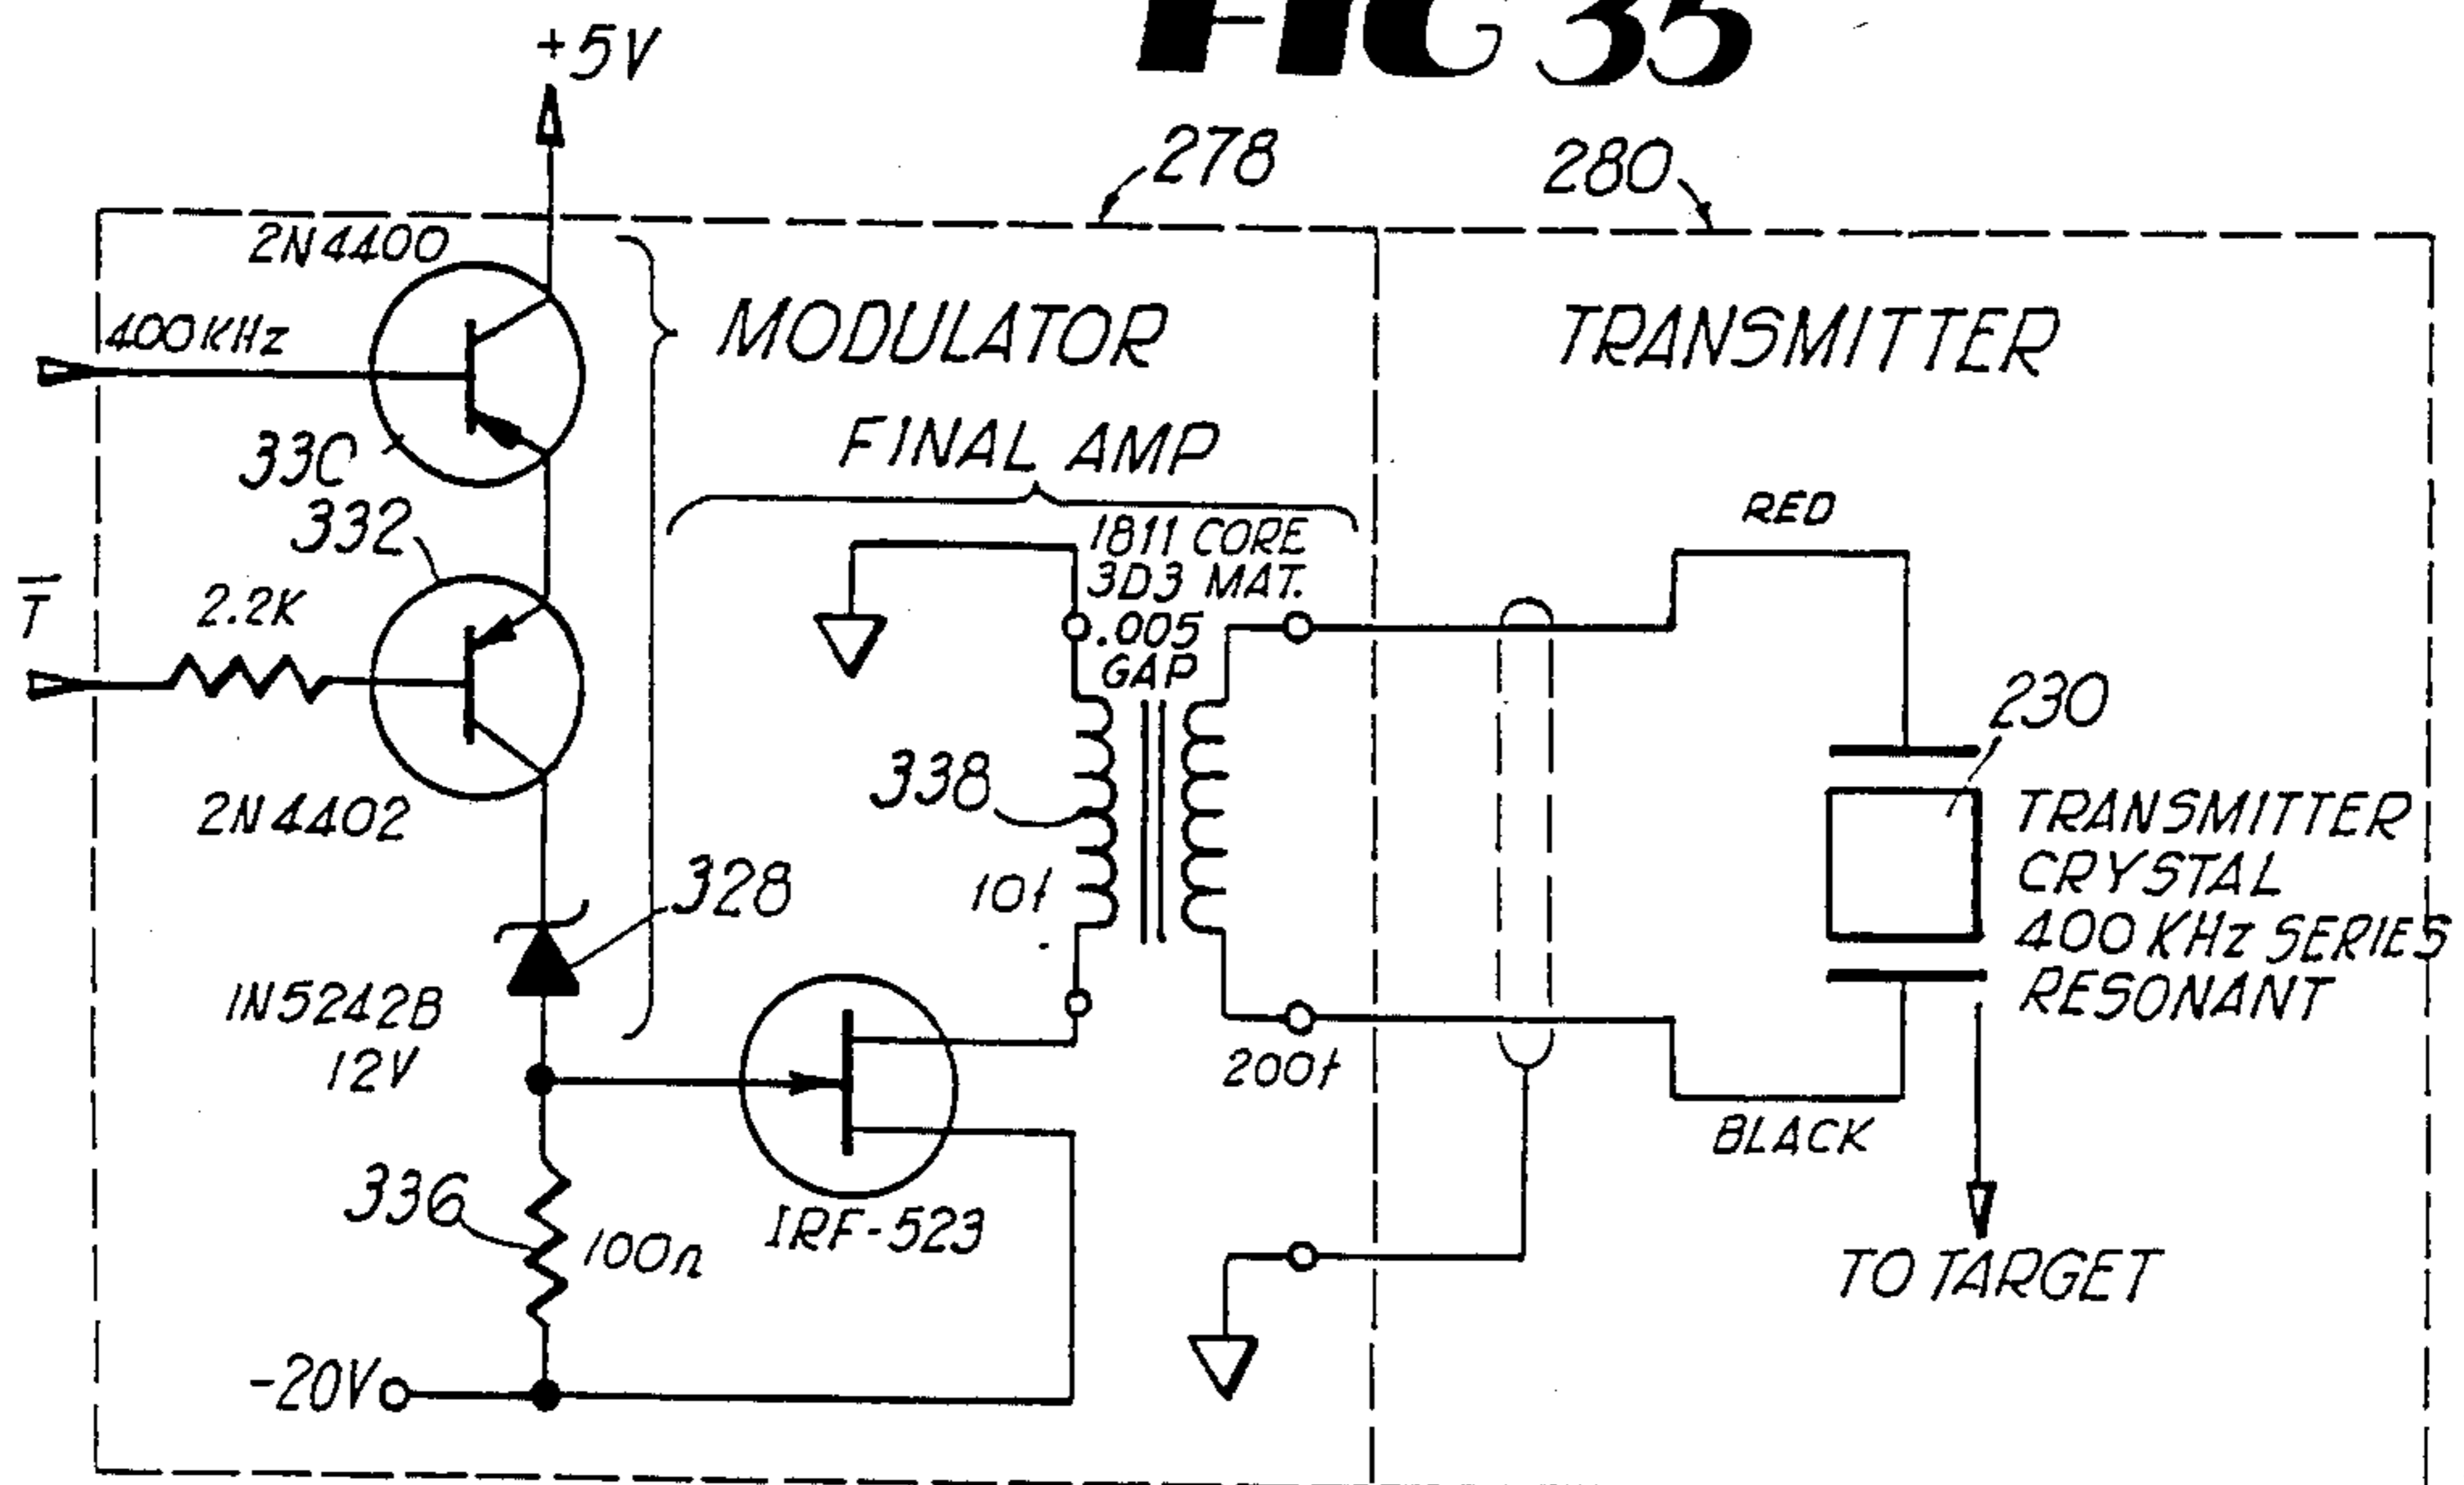 FIG 35
+5V
278
280
2N4400
400KHz
MODULATOR
TRANSMITTER
330
FINAL AMP
332
1811 CORE
3D3 MAT.
.005
GAP
RED
T̅
2.2K
230
338
2N4402
TRANSMITTER
CRYSTAL
400 KHz SERIES
RESONANT
10t
328
1N5242B
12V
200t
BLACK
336
100Ω
IRF-523
TO TARGET
-20V